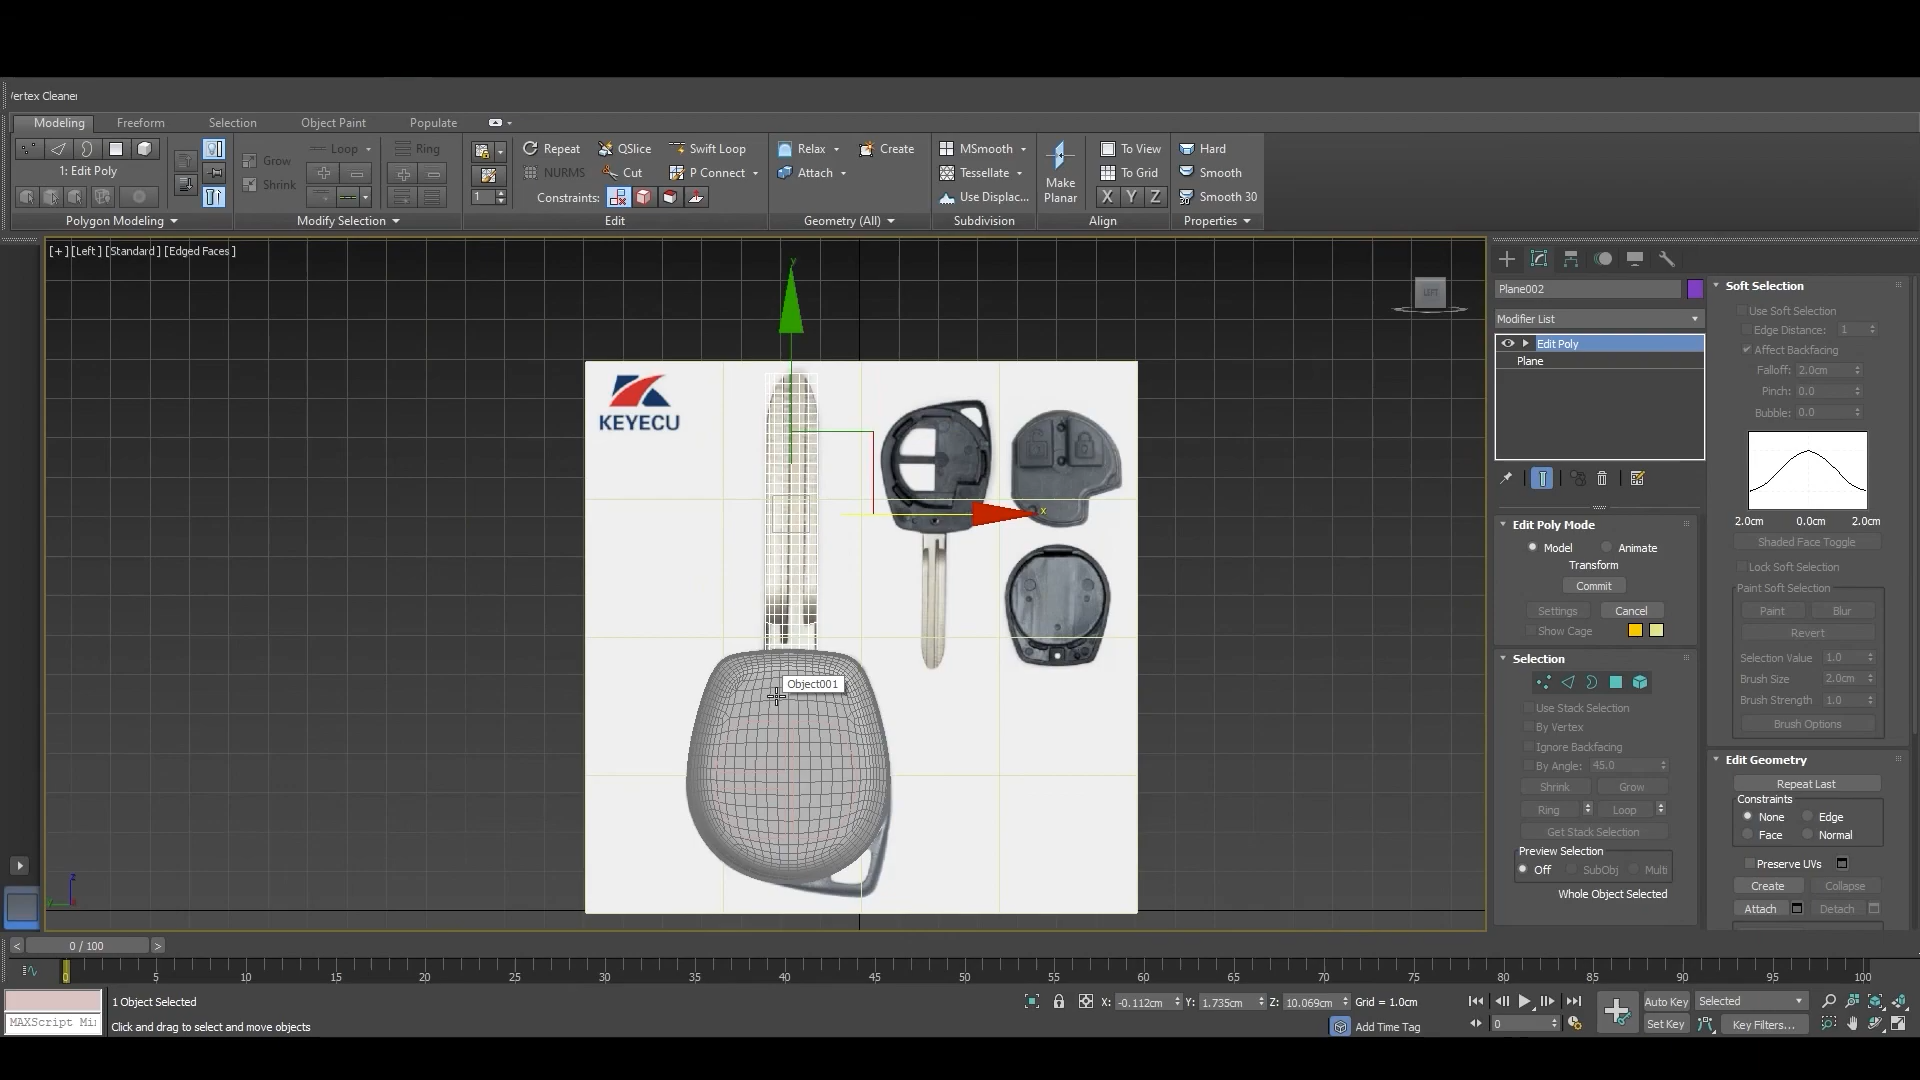 Vertex Cleaner
Modeling Freeform Selection Object Paint Populate
1: Edit Poly
Polygon Modeling
Grow
Shrink
Loop
Modify Selection
Ring
1
Repeat QSlice Swift Loop
NURMS Cut P Connect
Constraints:
Edit
Relax Create
Attach
Geometry (All)
MSmooth
Tessellate
Use Displac...
Subdivision
Make
Planar
To View
To Grid
X Y Z
Align
Hard
Smooth
Smooth 30
Properties
[+] [Left] [Standard] [Edged Faces]
y
x
LEFT
KEYECU
Object001
z
y
Plane002
Modifier List
Edit Poly
Plane
Edit Poly Mode
Model Animate
Transform
Commit
Settings Cancel
Show Cage
Selection
Use Stack Selection
By Vertex
Ignore Backfacing
By Angle: 45.0
Shrink Grow
Ring Loop
Get Stack Selection
Preview Selection
Off SubObj Multi
Whole Object Selected
Soft Selection
Use Soft Selection
Edge Distance: 1
Affect Backfacing
Falloff: 2.0cm
Pinch: 0.0
Bubble: 0.0
2.0cm 0.0cm 2.0cm
Shaded Face Toggle
Lock Soft Selection
Paint Soft Selection
Paint Blur
Revert
Selection Value 1.0
Brush Size 2.0cm
Brush Strength 1.0
Brush Options
Edit Geometry
Repeat Last
Constraints
None Edge
Face Normal
Preserve UVs
Create Collapse
Attach Detach
< 0 / 100 >
0 5 10 15 20 25 30 35 40 45 50 55 60 65 70 75 80 85 90 95 100
1 Object Selected
MAXScript Mi
Click and drag to select and move objects
X: -0.112cm Y: 1.735cm Z: 10.069cm Grid = 1.0cm
Add Time Tag
0
Auto Key Selected
Set Key Key Filters...